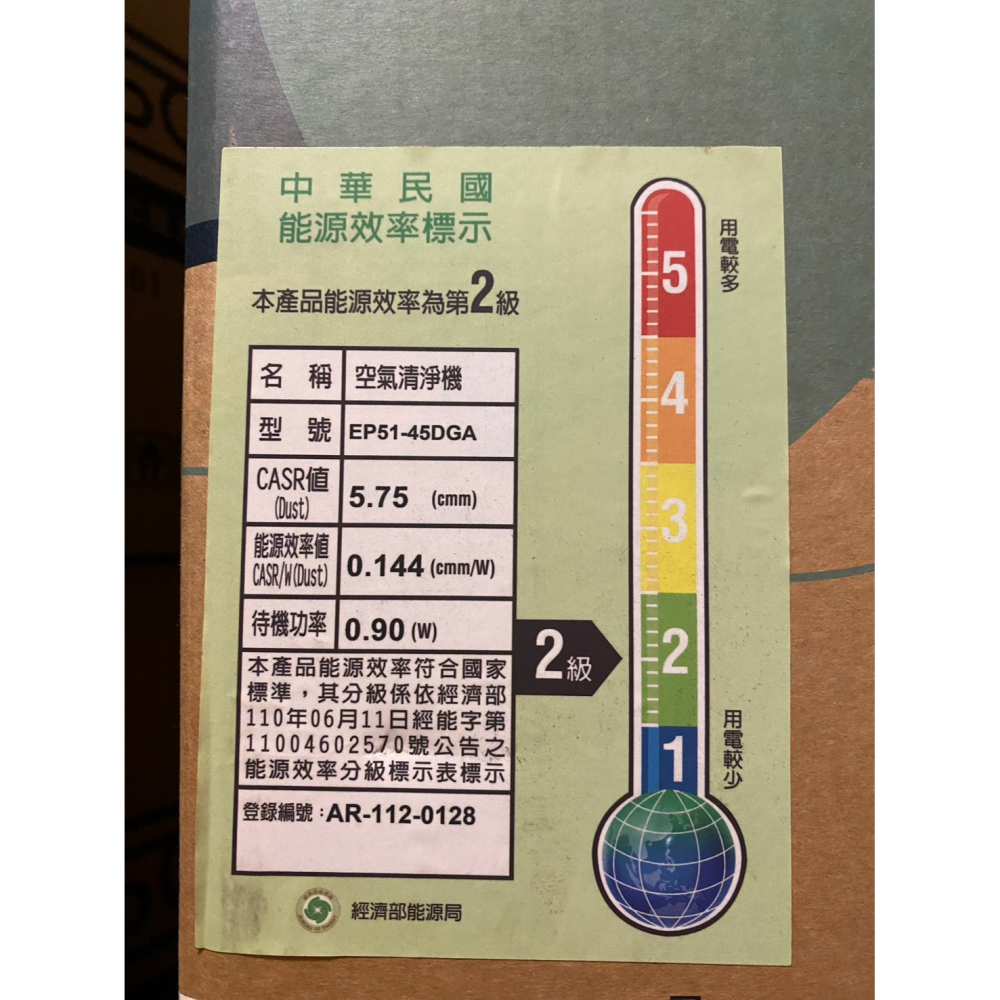 中華民國
能源效率標示
本產品能源效率為第2級
名稱 空氣清淨機
型號 EP51-45DGA
CASR值 (Dust) 5.75 (cmm)
能源效率值 CASR/W(Dust) 0.144 (cmm/W)
待機功率 0.90 (W)
本產品能源效率符合國家
標準，其分級係依經濟部
110年06月11日經能字第
11004602570號公告之
能源效率分級標示表標示
登錄編號：AR-112-0128
經濟部能源局
2級
用電較多
5
4
3
2
1
用電較少